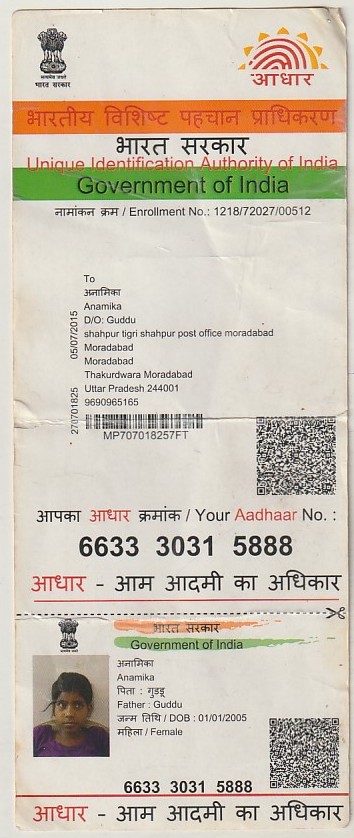 सत्यमेव जयते
भारत सरकार
आधार
भारतीय विशिष्ट पहचान प्राधिकरण
भारत सरकार
Unique Identification Authority of India
Government of India
नामांकन क्रम / Enrollment No.: 1218/72027/00512
To
अनामिका
Anamika
D/O: Guddu
shahpur tigri shahpur post office moradabad
Moradabad
Moradabad
Thakurdwara Moradabad
Uttar Pradesh 244001
9690965165
05/07/2015
270701825
MP707018257FT
आपका आधार क्रमांक / Your Aadhaar No. :
6633 3031 5888
आधार - आम आदमी का अधिकार
भारत सरकार
Government of India
अनामिका
Anamika
पिता : गुड्डू
Father : Guddu
जन्म तिथि / DOB : 01/01/2005
महिला / Female
6633 3031 5888
आधार - आम आदमी का अधिकार